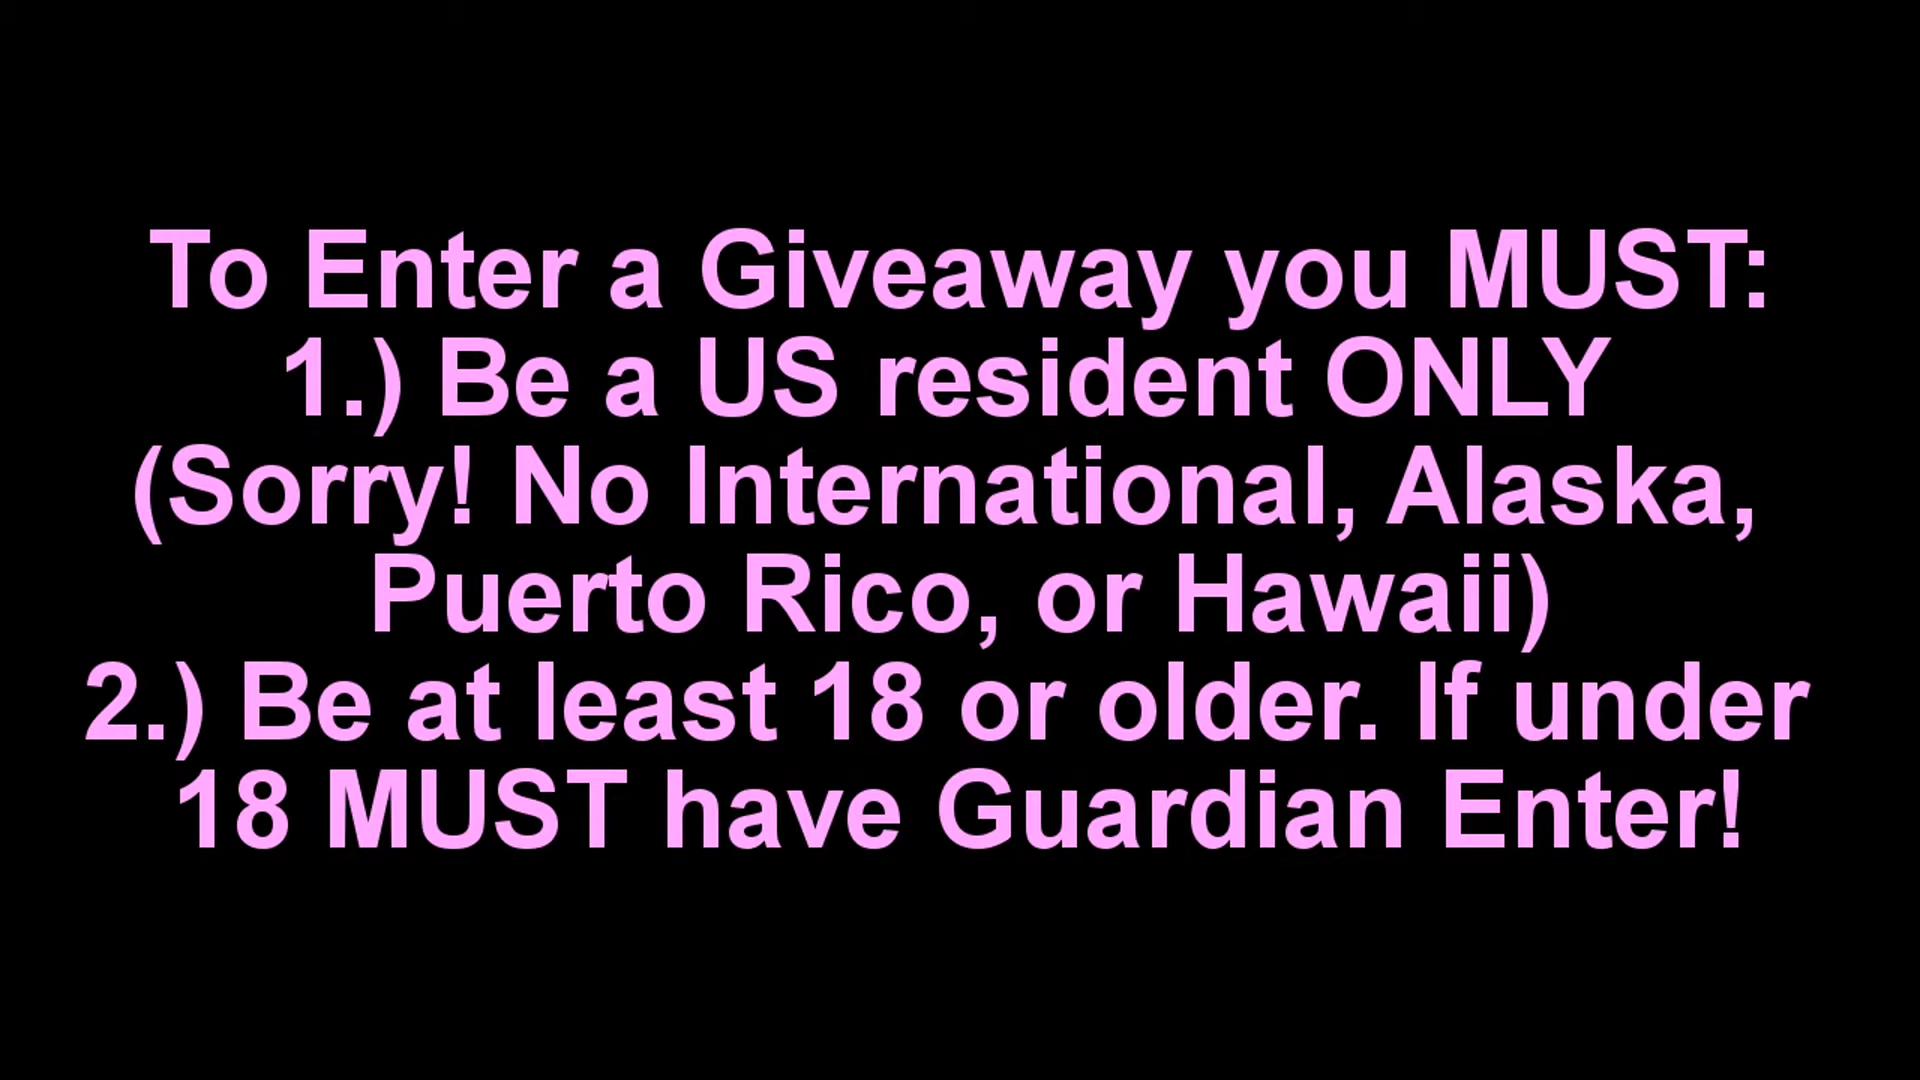 To Enter a Giveaway you MUST:
1.) Be a US resident ONLY
(Sorry! No International, Alaska,
Puerto Rico, or Hawaii)
2.) Be at least 18 or older. If under
18 MUST have Guardian Enter!